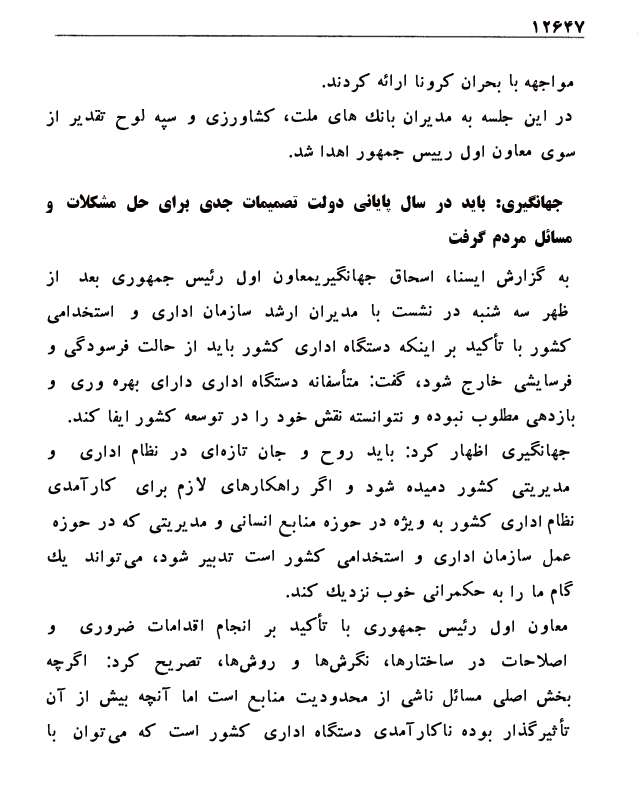 ۱۲۶۴۷
مواجهه با بحران کرونا ارائه کردند.
در این جلسه به مدیران بانك های ملت، کشاورزی و سپه لوح تقدیر از
سوی معاون اول رییس جمهور اهدا شد.
جهانگیری: باید در سال پایانی دولت تصمیمات جدی برای حل مشکلات و
مسائل مردم گرفت
به گزارش ایسنا، اسحاق جهانگیریمعاون اول رئیس جمهوری بعد از
ظهر سه شنبه در نشست با مدیران ارشد سازمان اداری و استخدامی
کشور با تأکید بر اینکه دستگاه اداری کشور باید از حالت فرسودگی و
فرسایشی خارج شود، گفت: متأسفانه دستگاه اداری دارای بهره وری و
بازدهی مطلوب نبوده و نتوانسته نقش خود را در توسعه کشور ایفا کند.
جهانگیری اظهار کرد: باید روح و جان تازه‌ای در نظام اداری و
مدیریتی کشور دمیده شود و اگر راهکارهای لازم برای کارآمدی
نظام اداری کشور به ویژه در حوزه منابع انسانی و مدیریتی که در حوزه
عمل سازمان اداری و استخدامی کشور است تدبیر شود، می‌تواند یك
گام ما را به حکمرانی خوب نزدیك کند.
معاون اول رئیس جمهوری با تأکید بر انجام اقدامات ضروری و
اصلاحات در ساختارها، نگرش‌ها و روش‌ها، تصریح کرد: اگرچه
بخش اصلی مسائل ناشی از محدودیت منابع است اما آنچه بیش از آن
تأثیرگذار بوده ناکارآمدی دستگاه اداری کشور است که می‌توان با